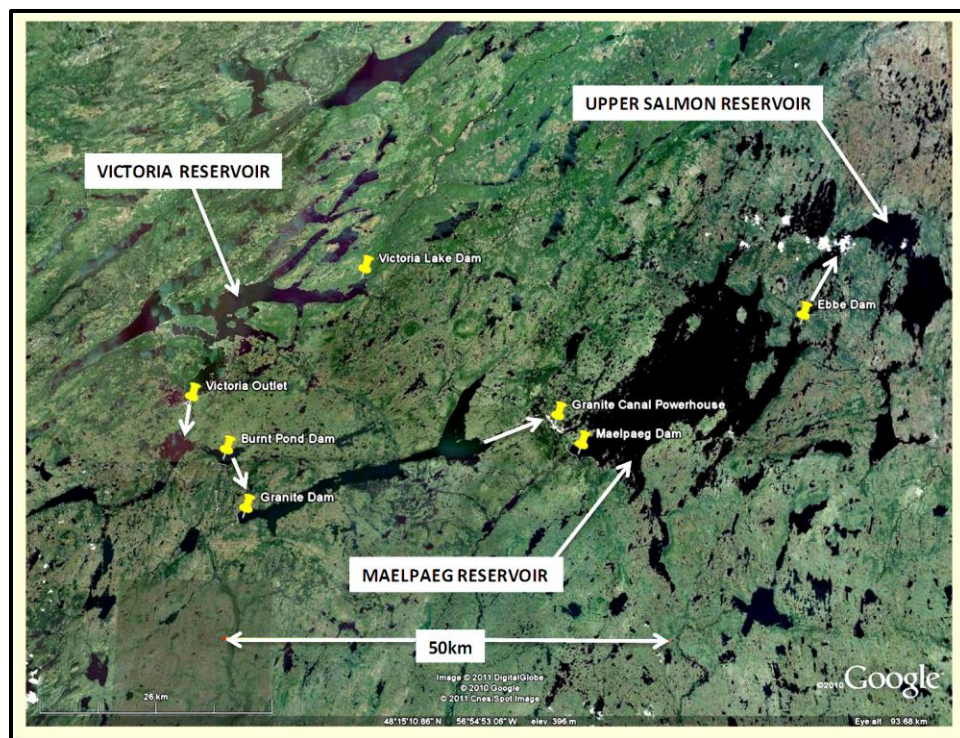 UPPER SALMON RESERVOIR
VICTORIA RESERVOIR
Victoria Lake Dam
Ebbe Dam
Victoria Outlet
Granite Canal Powerhouse
Burnt Pond Dam
Maelpaeg Dam
Granite Dam
MAELPAEG RESERVOIR
50km
Image © 2011 DigitalGlobe
© 2010 Google
© 2011 Cnes/Spot Image
©2010 Google
26 km
48°15'10.86" N 56°54'53.06" W elev 396 m
Eye alt 93.68 km